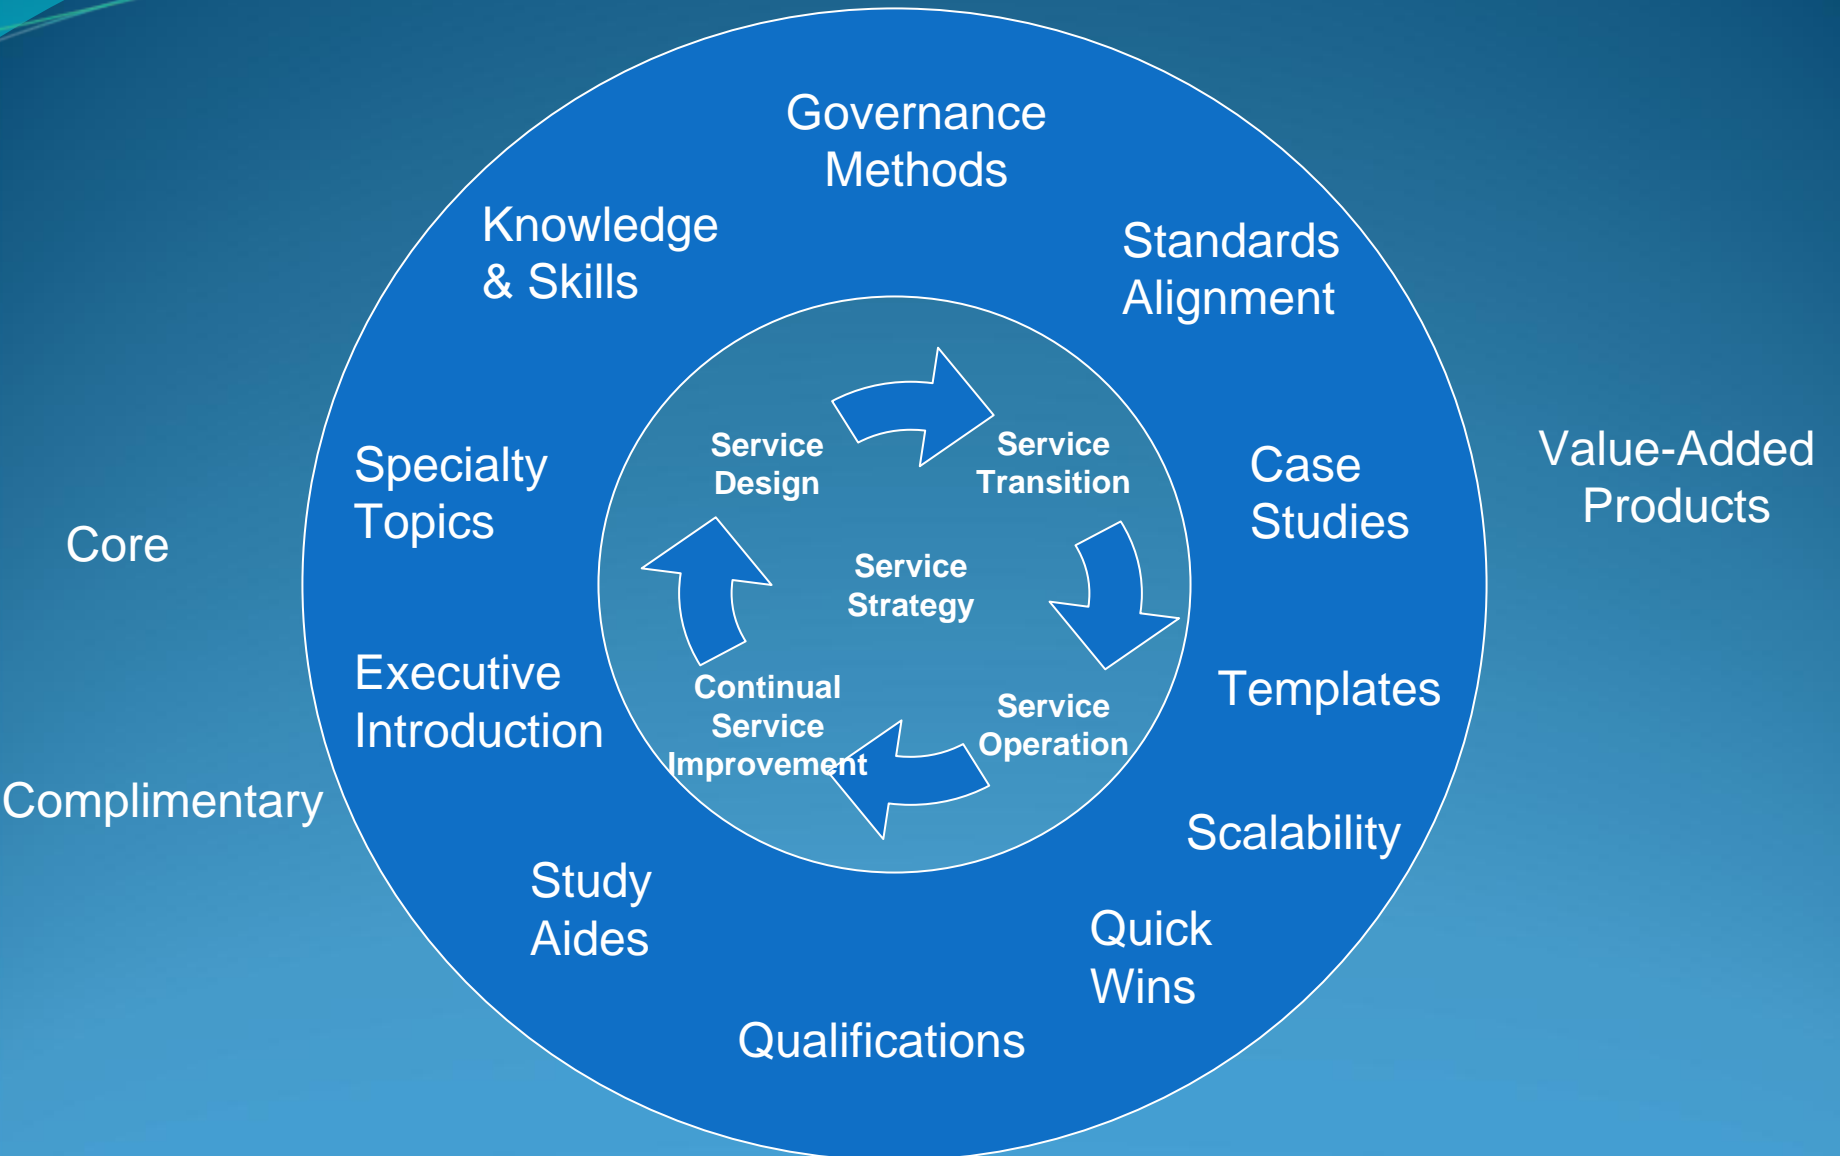 Governance
Methods
Knowledge
& Skills
Standards
Alignment
Specialty
Topics
Case
Studies
Value-Added
Products
Core
Executive
Introduction
Templates
Complimentary
Scalability
Study
Aides
Quick
Wins
Qualifications
Service
Design
Service
Transition
Service
Strategy
Service
Operation
Continual
Service
Improvement